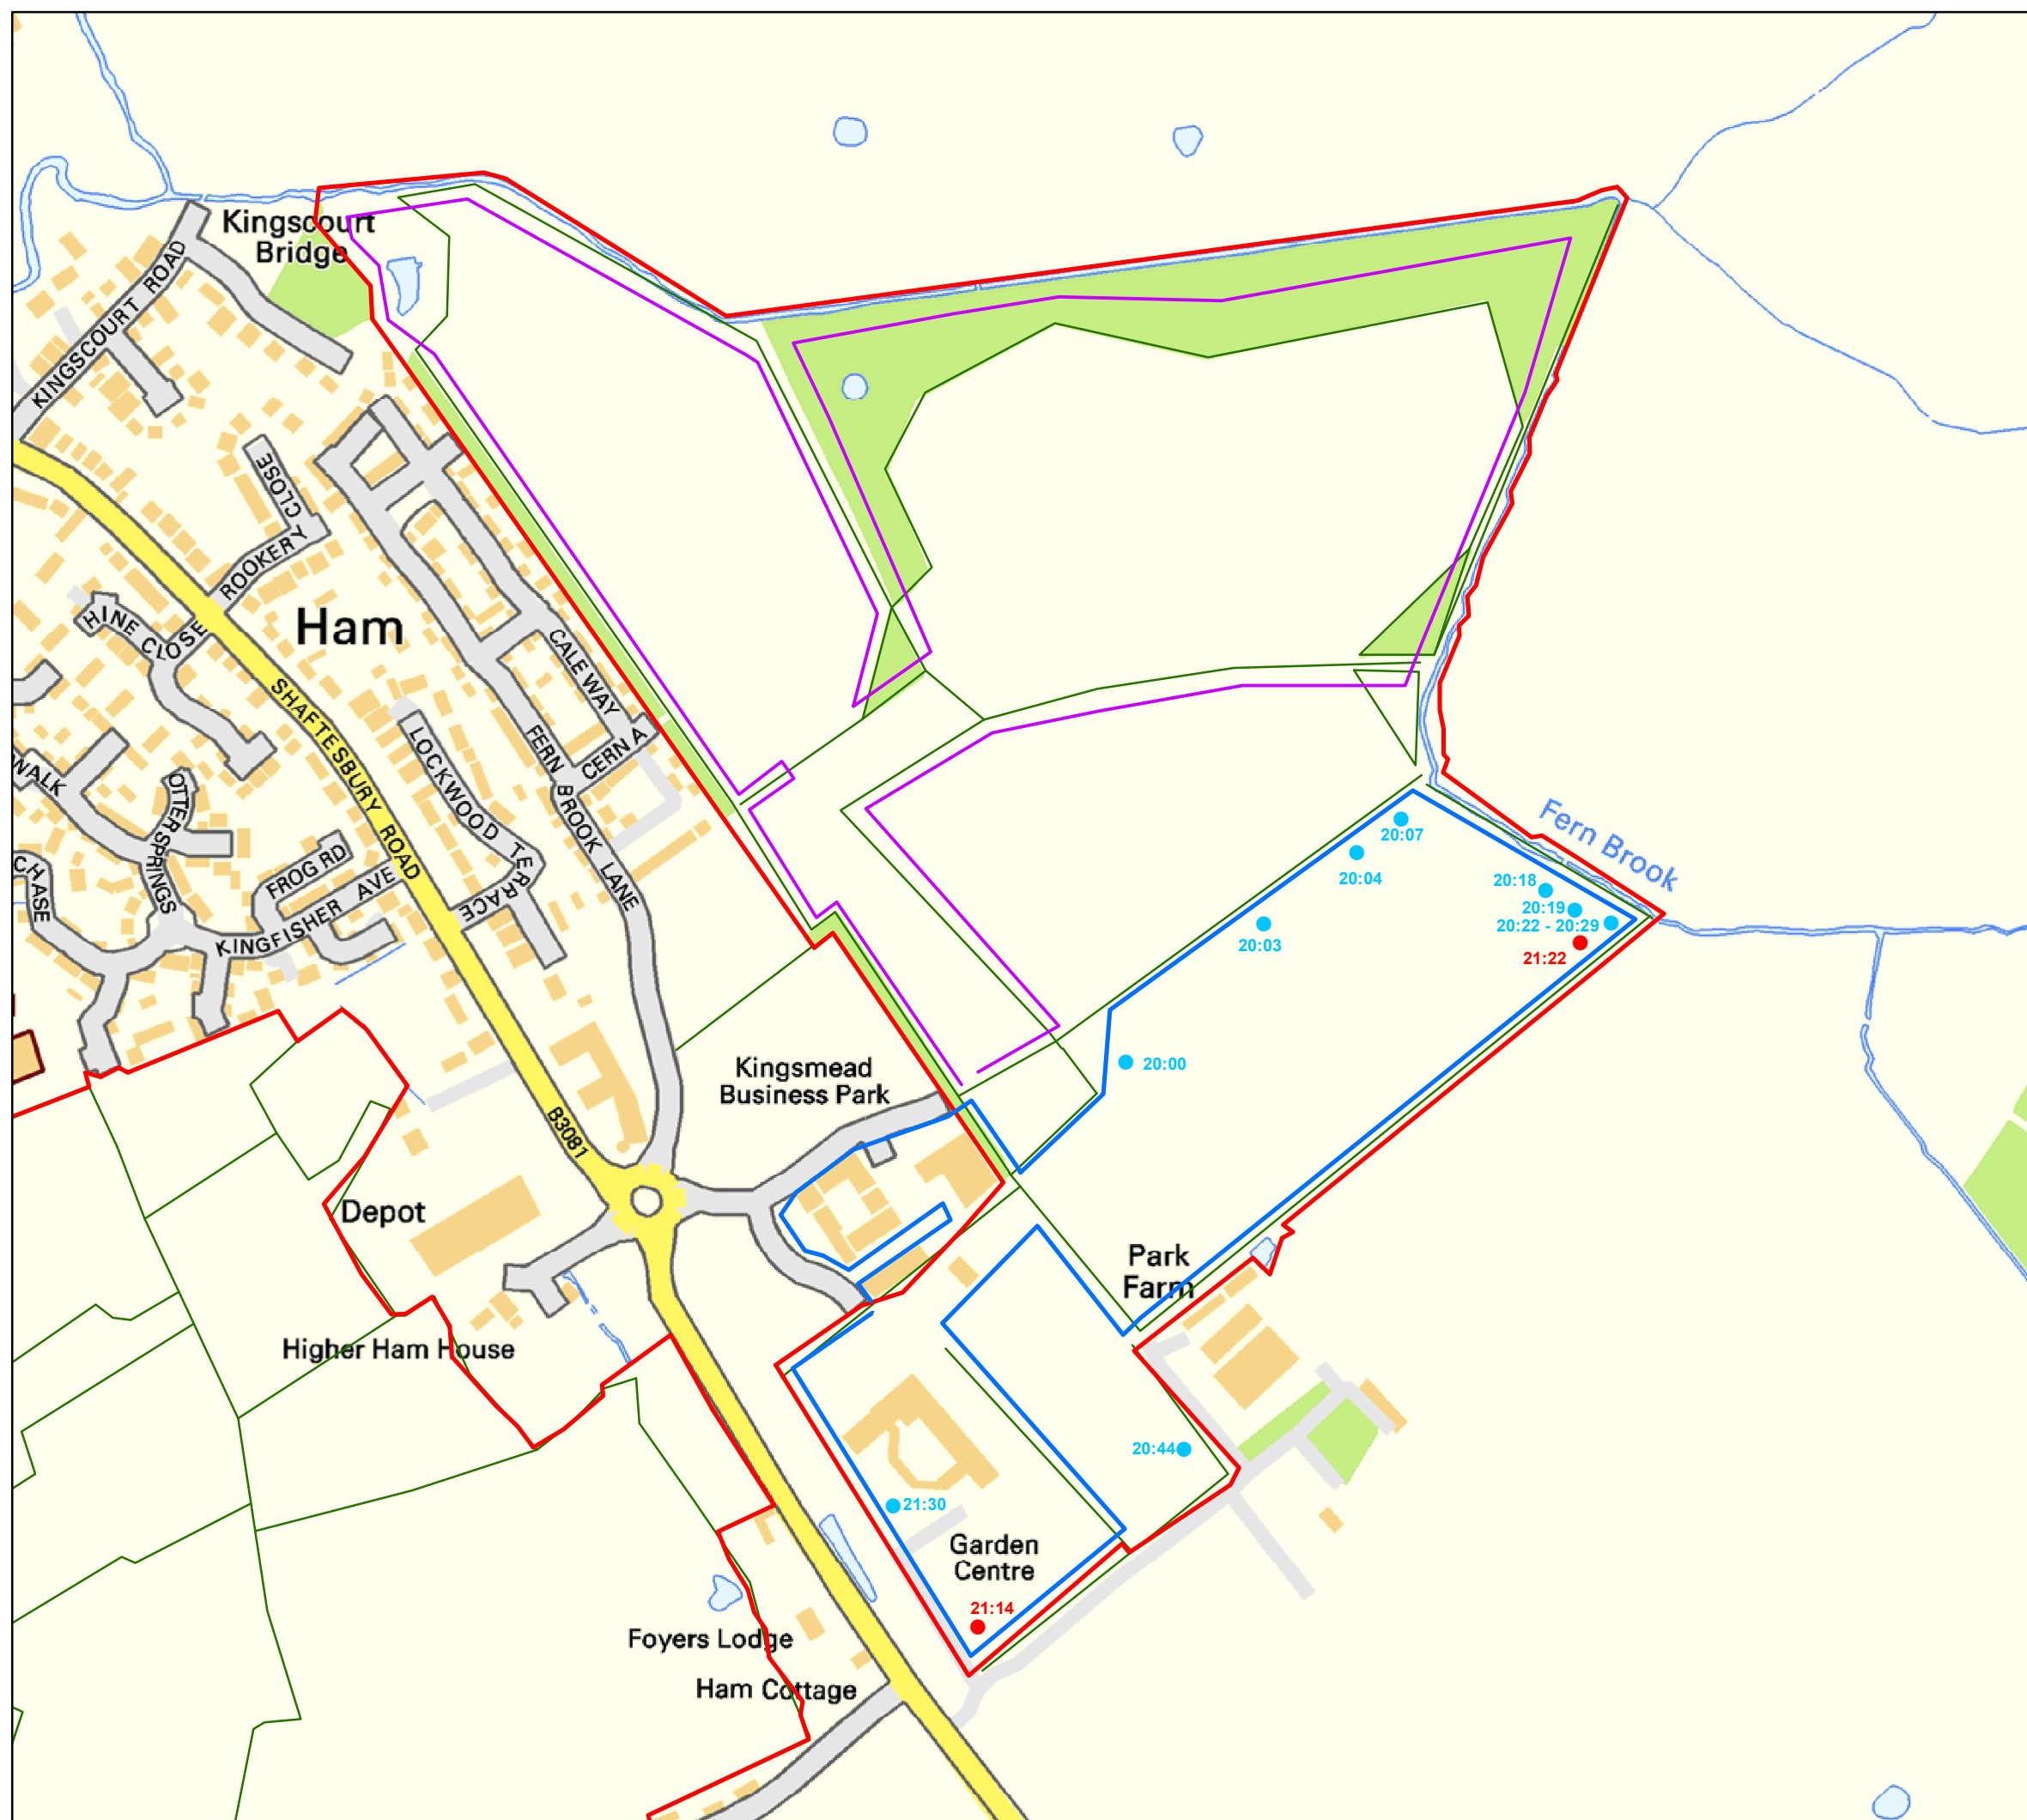 Kingscourt
Bridge
KINGSCOURT ROAD
ROOKERY
CLOSE
HINE CLOSE
Ham
SHAFTESBURY ROAD
CALE WAY
CERN A
LOCKWOOD TERRACE
FERN BROOK LANE
WALK
OTTER SPRINGS
FROG RD
KINGFISHER AVE
CHASE
Fern Brook
20:07
20:04
20:18
20:19
20:22 - 20:29
20:03
21:22
20:00
Kingsmead
Business Park
B3081
Depot
Park
Farm
Higher Ham House
20:44
21:30
Garden
Centre
21:14
Foyers Lodge
Ham Cottage